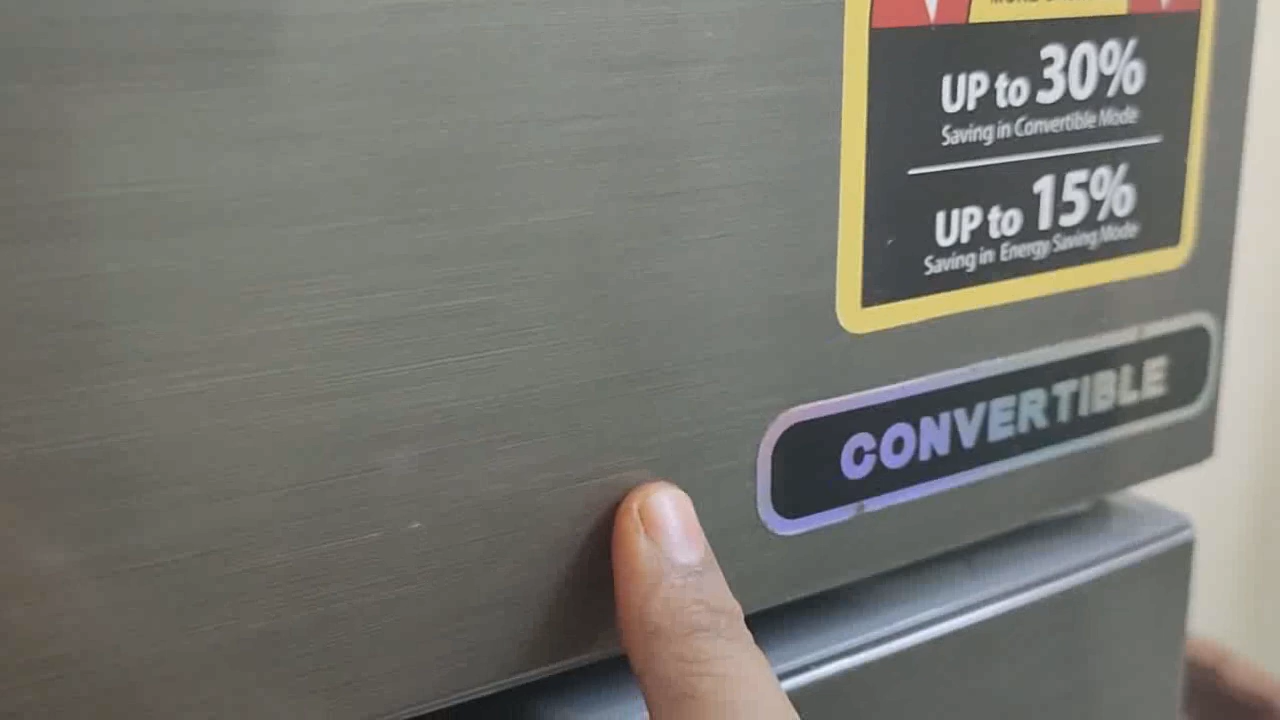 UP to 30%
Saving in Convertible Mode
UP to 15%
Saving in Energy Saving Mode
CONVERTIBLE